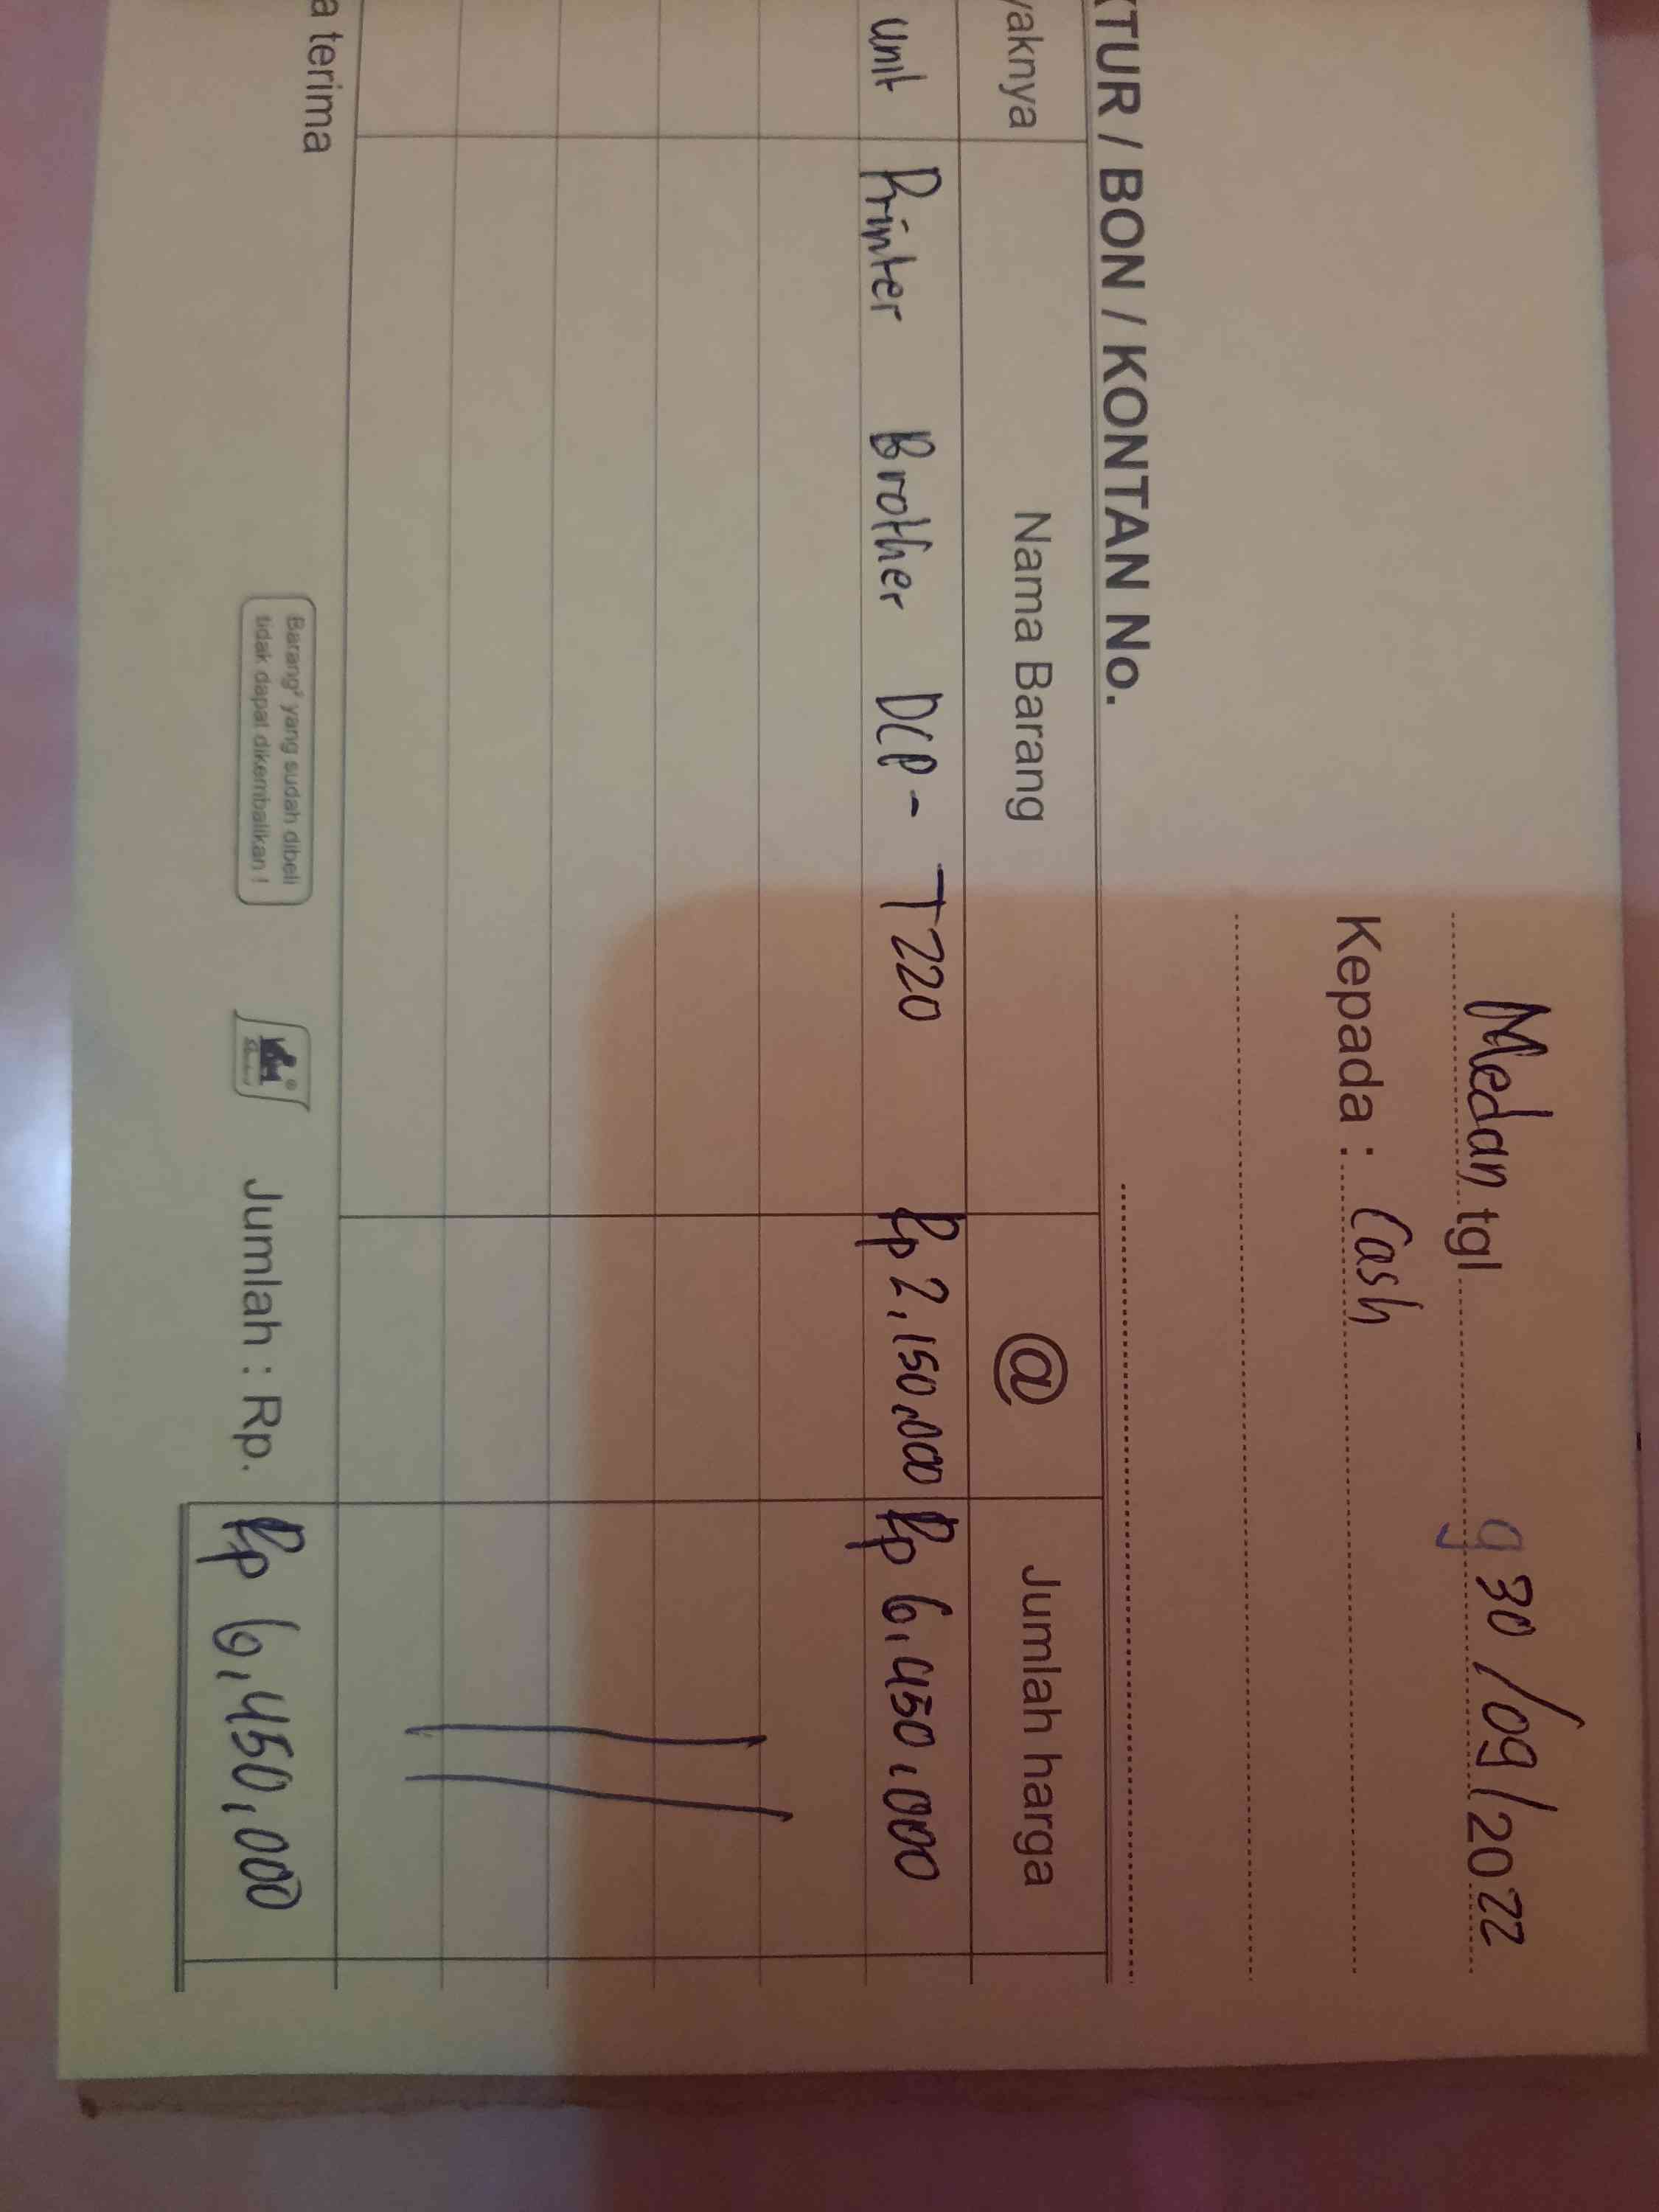 Medan tgl 30/09/2022
Kepada : Cash
KTUR / BON / KONTAN No.
yaknya Nama Barang @ Jumlah harga
unit Printer Brother DCP- T220 Rp 2,150.000 Rp 6,450,000
a terima
Barang² yang sudah dibeli
tidak dapat dikembalikan !
Jumlah : Rp. Rp 6,450,000